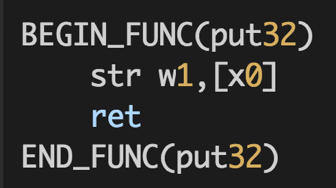 BEGIN_FUNC(put32)
    str w1,[x0]
    ret
END_FUNC(put32)